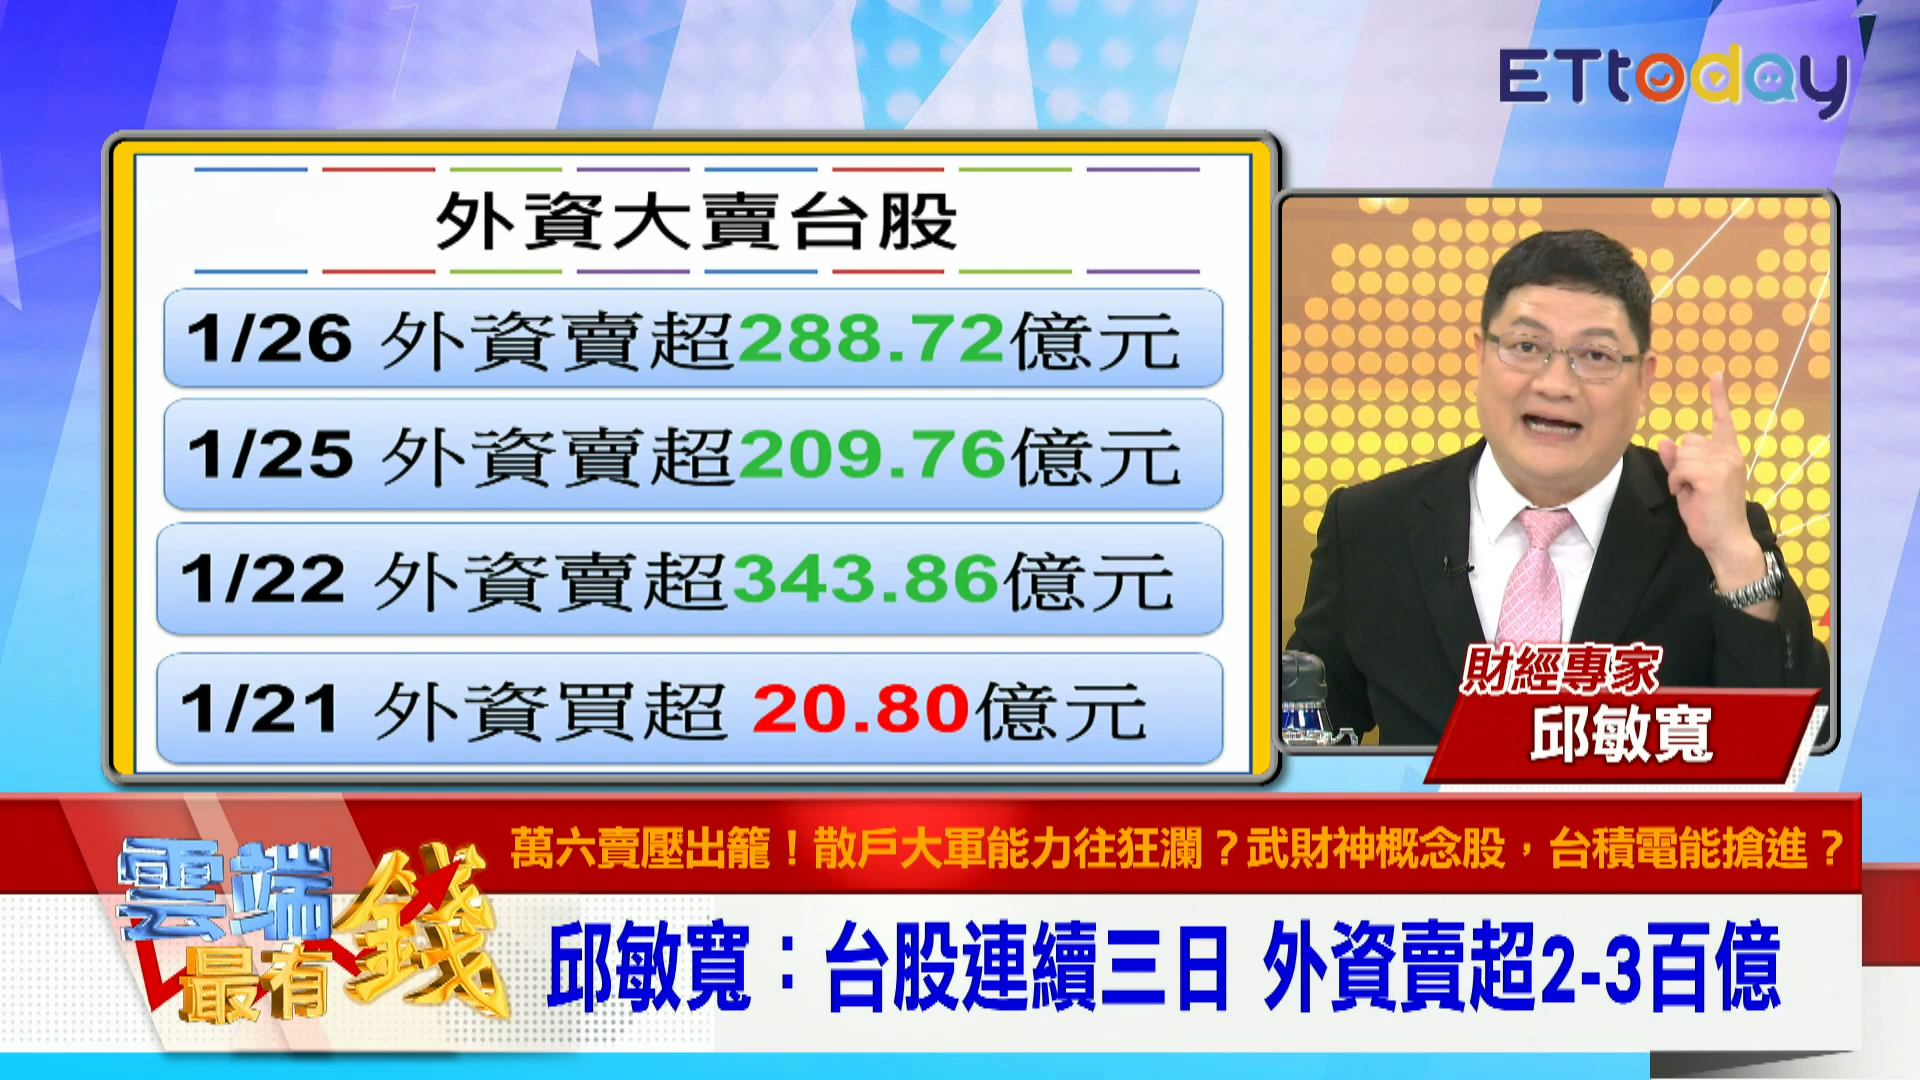 ETtoday
外資大賣台股
1/26 外資賣超288.72億元
1/25 外資賣超209.76億元
1/22 外資賣超343.86億元
1/21 外資買超 20.80億元
財經專家
邱敏寬
雲端
最有錢
萬六賣壓出籠！散戶大軍能力往狂瀾？武財神概念股，台積電能搶進？
邱敏寬：台股連續三日 外資賣超2-3百億